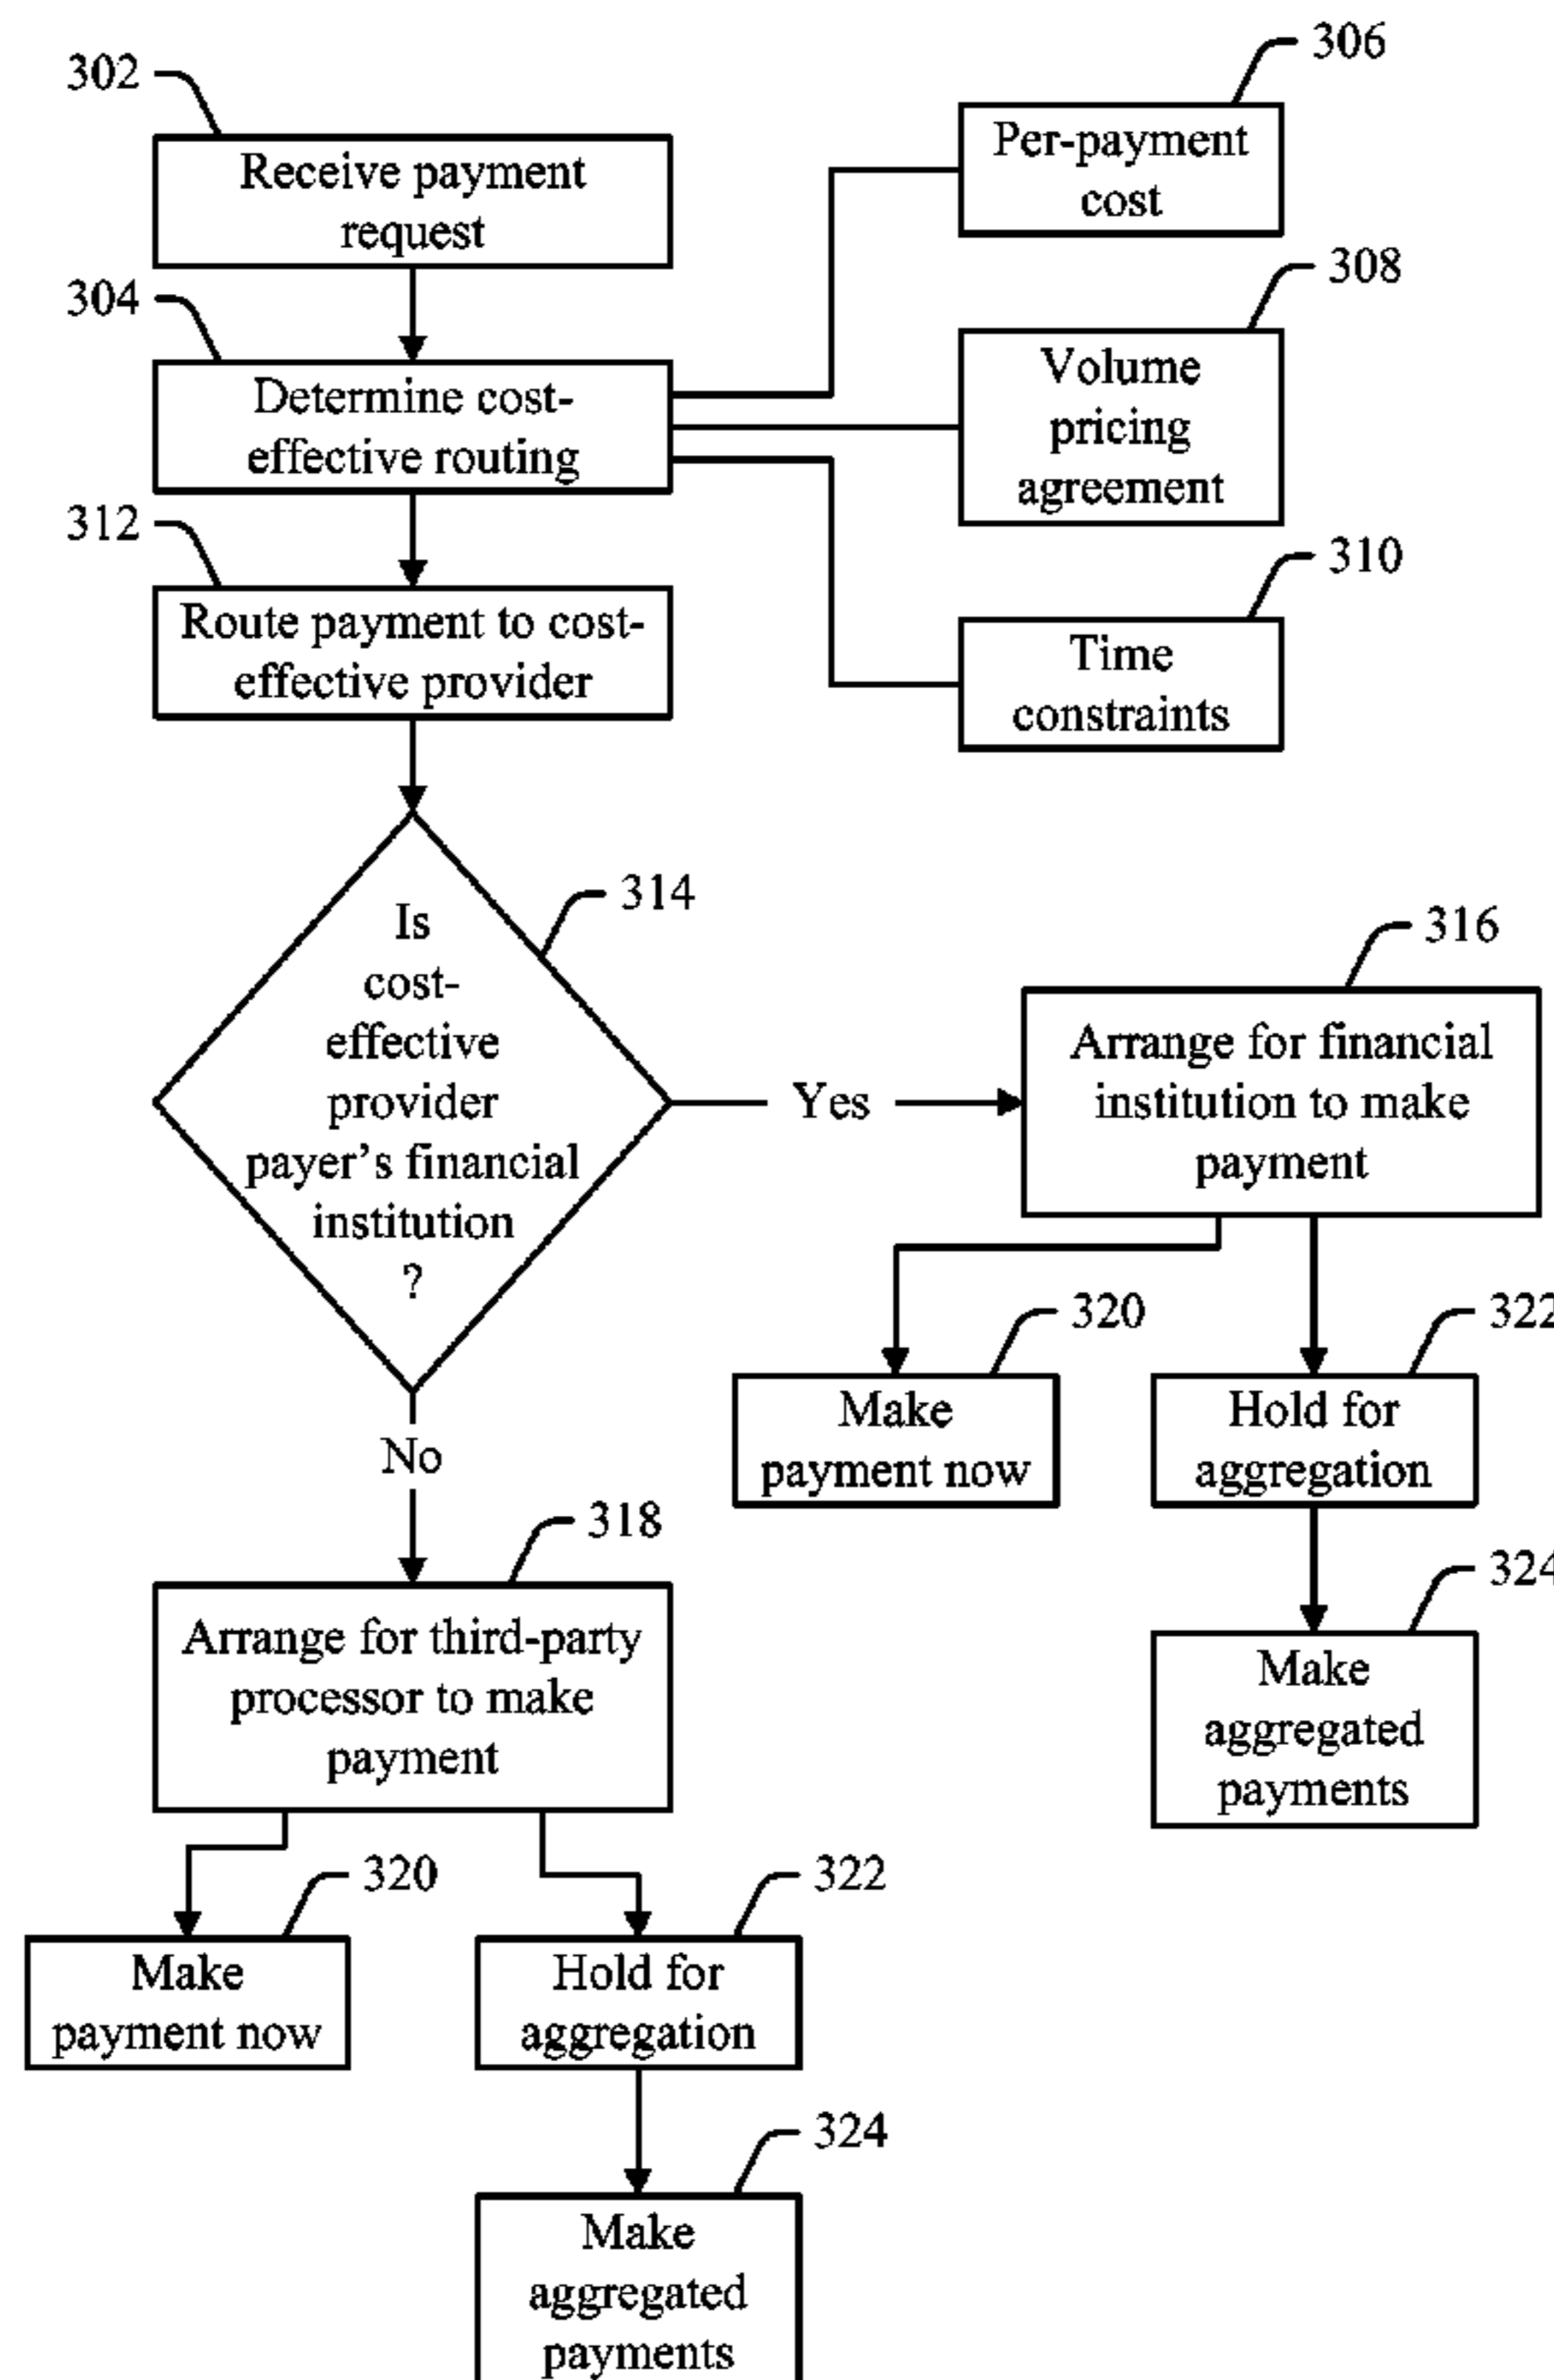 302
Receive payment
request
306
Per-payment
cost
304
Determine cost-
effective routing
308
Volume
pricing
agreement
312
Route payment to cost-
effective provider
310
Time
constraints
314
Is
cost-
effective
provider
payer's financial
institution
?
Yes
316
Arrange for financial
institution to make
payment
320
Make
payment now
322
Hold for
aggregation
324
Make
aggregated
payments
No
318
Arrange for third-party
processor to make
payment
320
Make
payment now
322
Hold for
aggregation
324
Make
aggregated
payments